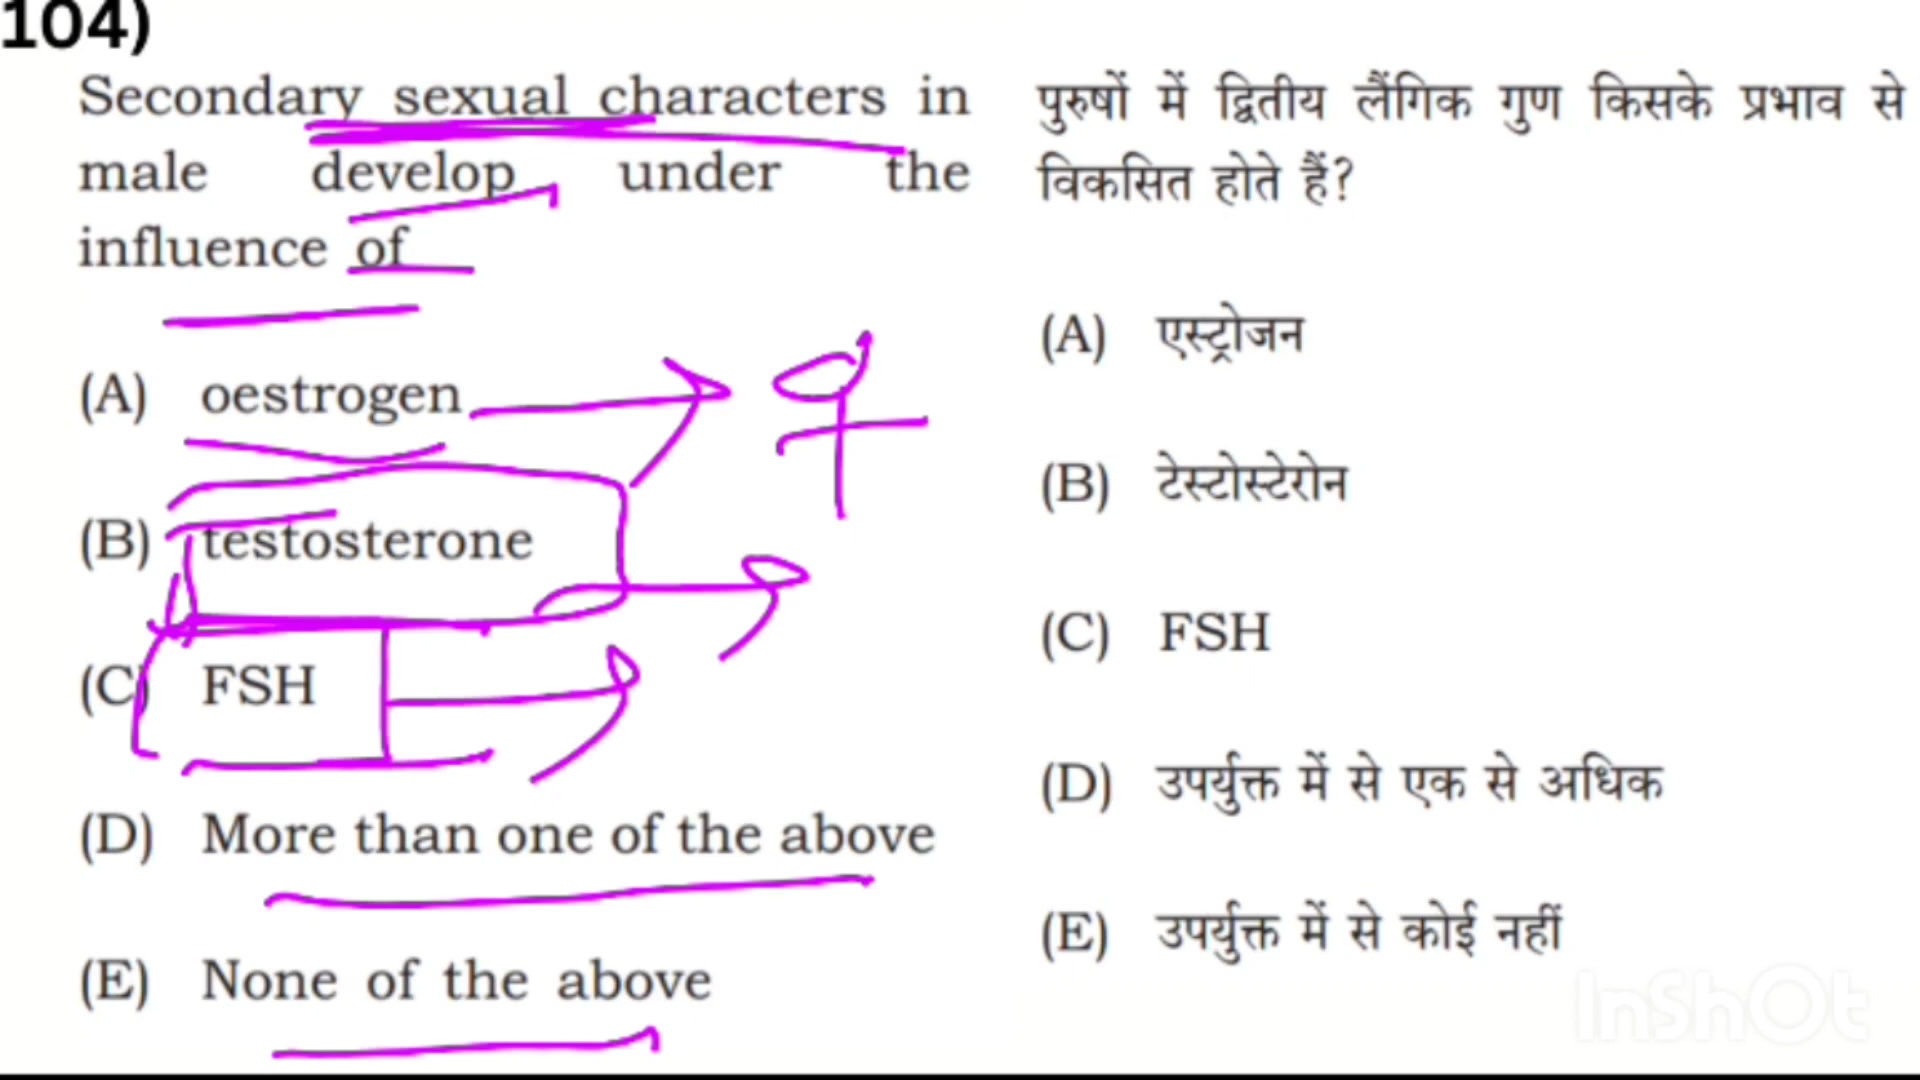 104)
Secondary sexual characters in
male develop under the
influence of
(A) oestrogen
(B) testosterone
(C) FSH
(D) More than one of the above
(E) None of the above
पुरुषों में द्वितीय लैंगिक गुण किसके प्रभाव से
विकसित होते हैं?
(A) एस्ट्रोजन
(B) टेस्टोस्टेरोन
(C) FSH
(D) उपर्युक्त में से एक से अधिक
(E) उपर्युक्त में से कोई नहीं
InShOt